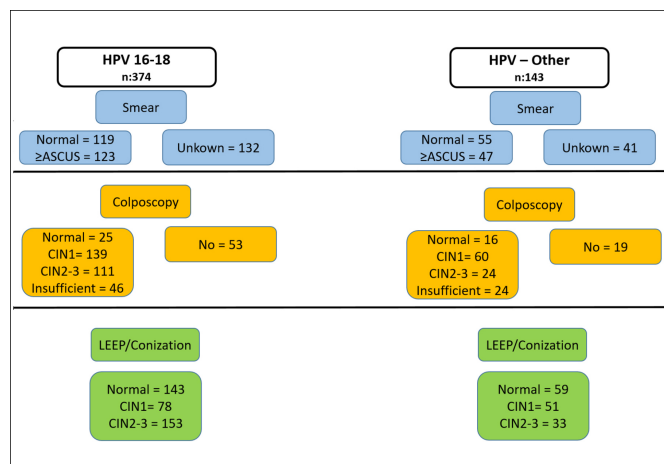 HPV 16-18
n:374
Smear
Normal = 119
≥ASCUS = 123
Unkown = 132
HPV – Other
n:143
Smear
Normal = 55
≥ASCUS = 47
Unkown = 41
Colposcopy
Normal = 25
CIN1= 139
CIN2-3 = 111
Insufficient = 46
No = 53
Colposcopy
Normal = 16
CIN1= 60
CIN2-3 = 24
Insufficient = 24
No = 19
LEEP/Conization
Normal = 143
CIN1= 78
CIN2-3 = 153
LEEP/Conization
Normal = 59
CIN1= 51
CIN2-3 = 33